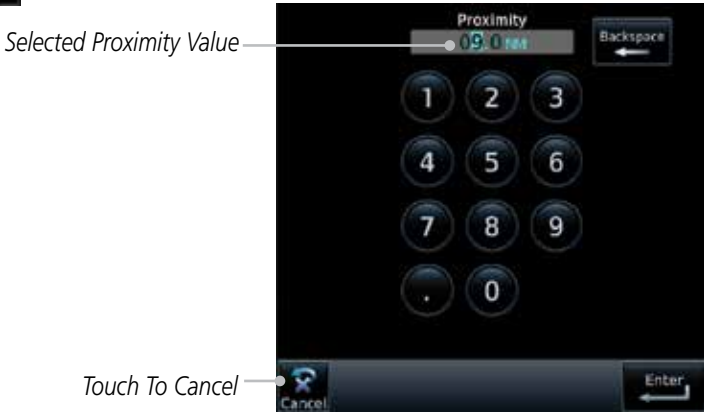 Proximity
Selected Proximity Value
09.0 NM
Backspace
1 2 3
4 5 6
7 8 9
. 0
Touch To Cancel
Cancel
Enter